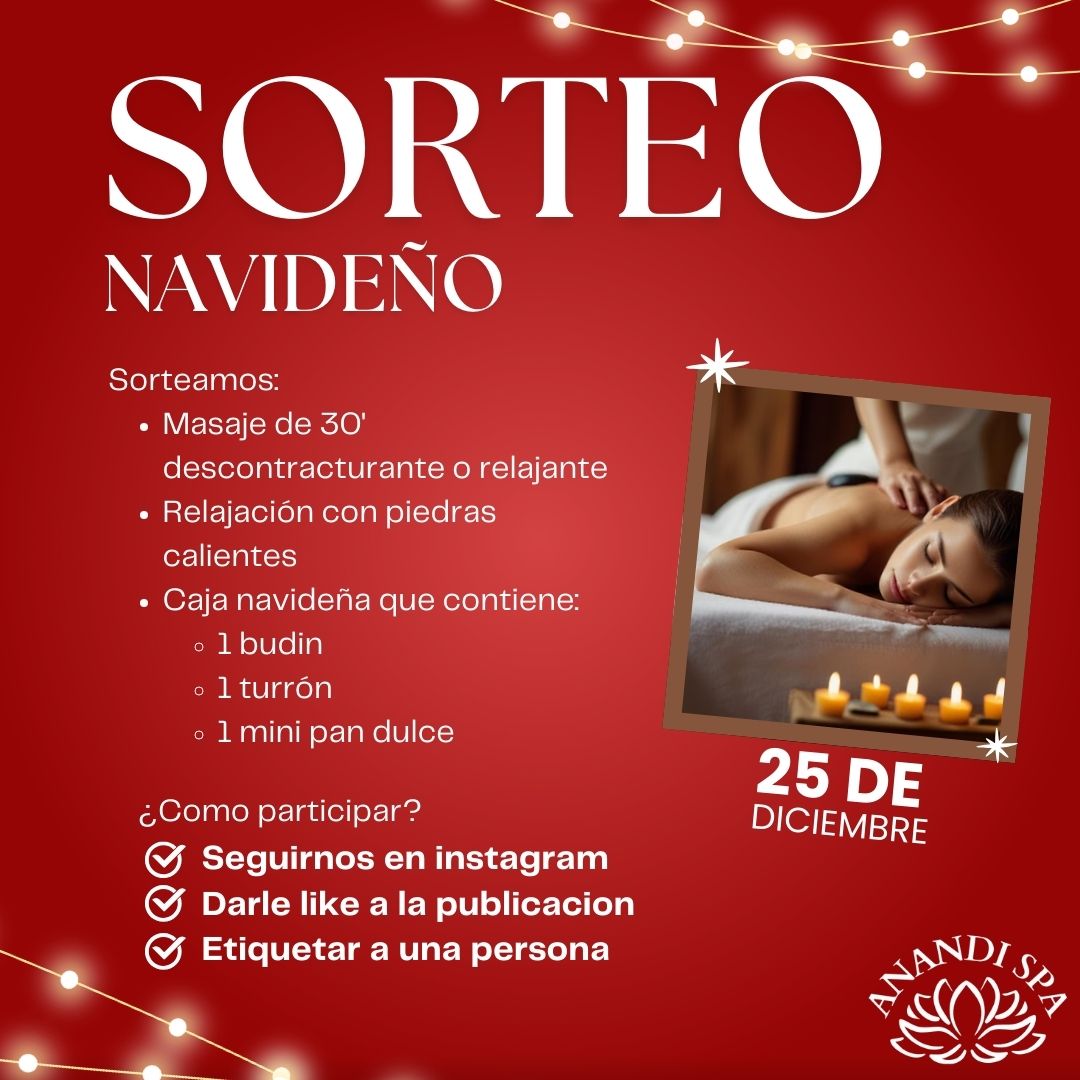 SORTEO
NAVIDEÑO
Sorteamos:
Masaje de 30'
descontracturante o relajante
Relajación con piedras
calientes
Caja navideña que contiene:
1 budin
1 turrón
1 mini pan dulce
25 DE
DICIEMBRE
¿Como participar?
Seguirnos en instagram
Darle like a la publicacion
Etiquetar a una persona
ANANDI SPA